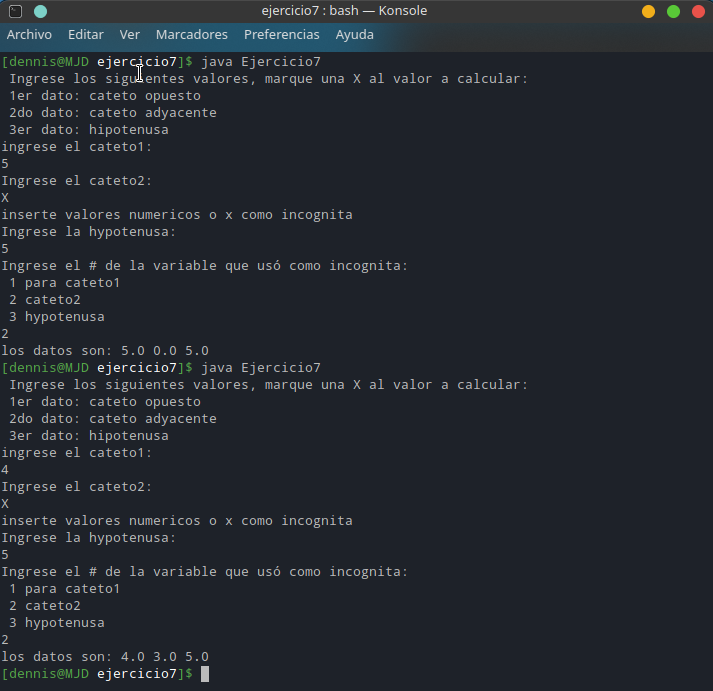 ejercicio7 : bash — Konsole
Archivo Editar Ver Marcadores Preferencias Ayuda
[dennis@MJD ejercicio7]$ java Ejercicio7
Ingrese los siguientes valores, marque una X al valor a calcular:
1er dato: cateto opuesto
2do dato: cateto adyacente
3er dato: hipotenusa
ingrese el cateto1:
5
Ingrese el cateto2:
X
inserte valores numericos o x como incognita
Ingrese la hypotenusa:
5
Ingrese el # de la variable que usó como incognita:
1 para cateto1
2 cateto2
3 hypotenusa
2
los datos son: 5.0 0.0 5.0
[dennis@MJD ejercicio7]$ java Ejercicio7
Ingrese los siguientes valores, marque una X al valor a calcular:
1er dato: cateto opuesto
2do dato: cateto adyacente
3er dato: hipotenusa
ingrese el cateto1:
4
Ingrese el cateto2:
X
inserte valores numericos o x como incognita
Ingrese la hypotenusa:
5
Ingrese el # de la variable que usó como incognita:
1 para cateto1
2 cateto2
3 hypotenusa
2
los datos son: 4.0 3.0 5.0
[dennis@MJD ejercicio7]$